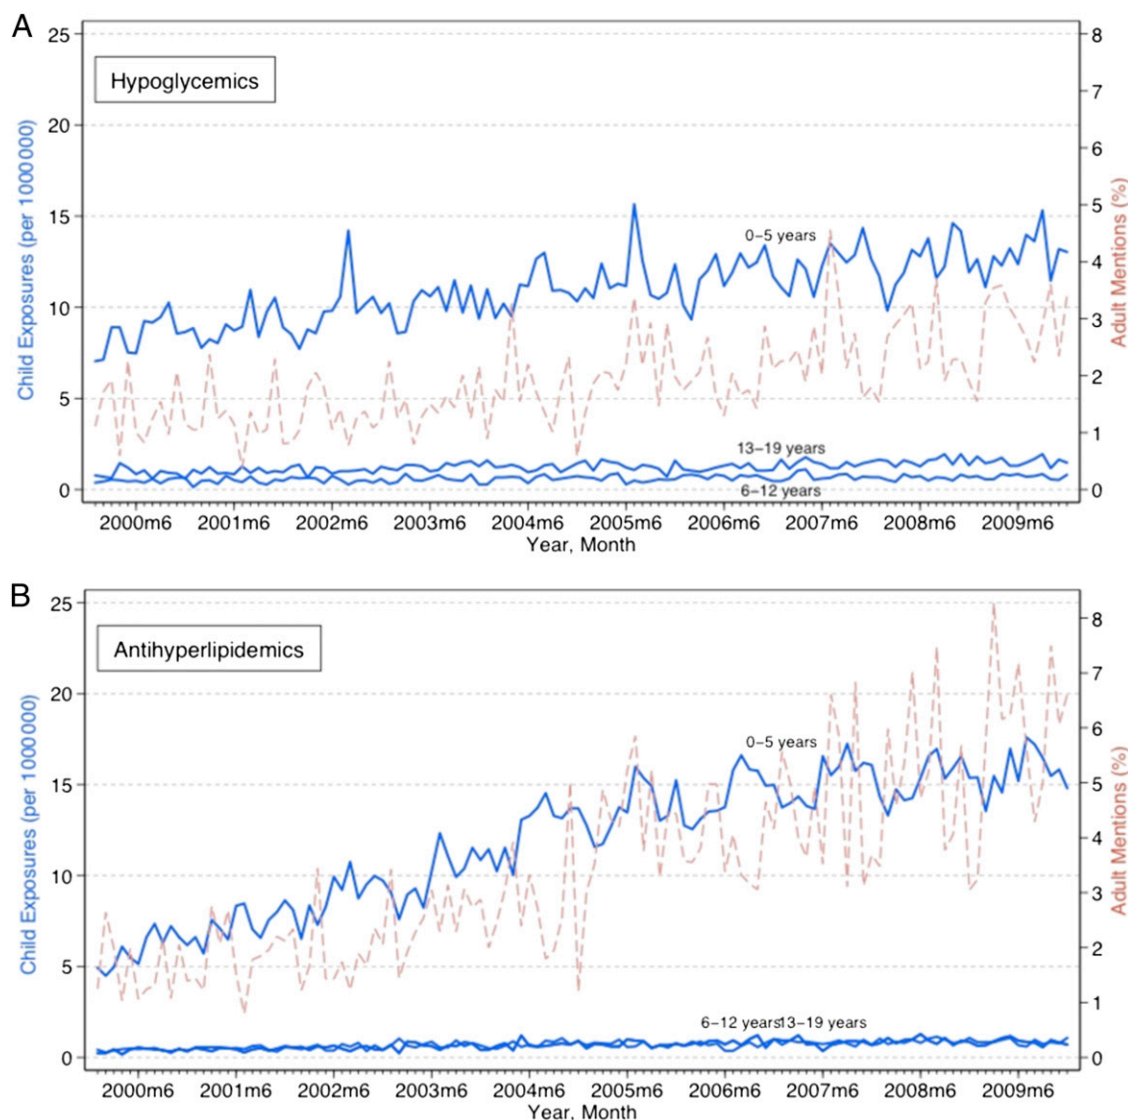 A
Hypoglycemics
Child Exposures (per 1000000)
25
20
15
10
5
0
8
7
6
5
4
3
2
1
0
Adult Mentions (%)
0–5 years
13–19 years
6–12 years
2000m6 2001m6 2002m6 2003m6 2004m6 2005m6 2006m6 2007m6 2008m6 2009m6
Year, Month
B
Antihyperlipidemics
Child Exposures (per 1000000)
25
20
15
10
5
0
8
7
6
5
4
3
2
1
0
Adult Mentions (%)
0–5 years
6–12 years13–19 years
2000m6 2001m6 2002m6 2003m6 2004m6 2005m6 2006m6 2007m6 2008m6 2009m6
Year, Month